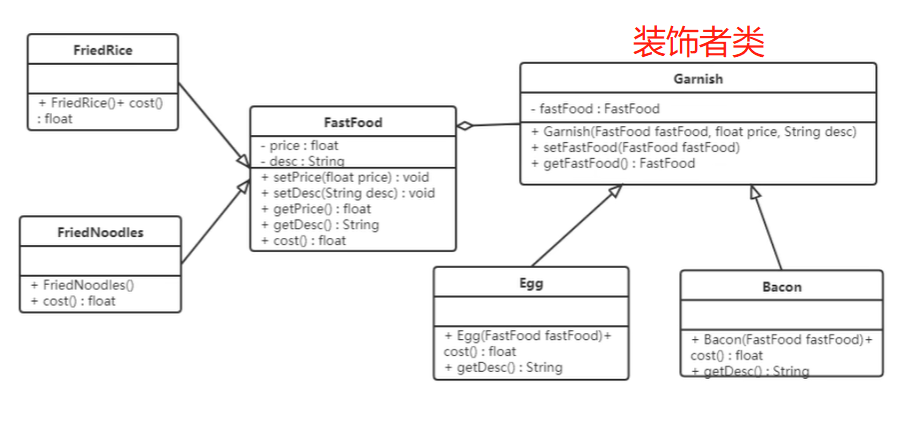 装饰者类
FriedRice
+ FriedRice()+ cost()
: float
FastFood
- price : float
- desc : String
+ setPrice(float price) : void
+ setDesc(String desc) : void
+ getPrice() : float
+ getDesc() : String
+ cost() : float
Garnish
- fastFood : FastFood
+ Garnish(FastFood fastFood, float price, String desc)
+ setFastFood(FastFood fastFood)
+ getFastFood() : FastFood
FriedNoodles
+ FriedNoodles()
+ cost() : float
Egg
+ Egg(FastFood fastFood)+
cost() : float
+ getDesc() : String
Bacon
+ Bacon(FastFood fastFood)+
cost() : float
+ getDesc() : String